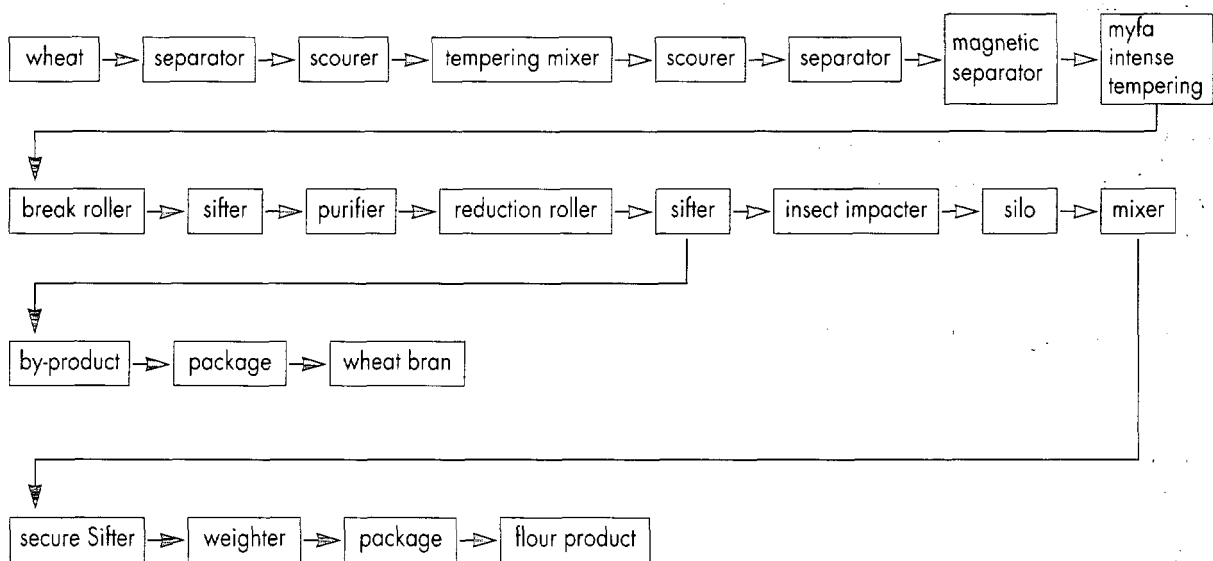 wheat
separator
scourer
tempering mixer
scourer
separator
magnetic
separator
myfa
intense
tempering
break roller
sifter
purifier
reduction roller
sifter
insect impacter
silo
mixer
by-product
package
wheat bran
secure Sifter
weighter
package
flour product